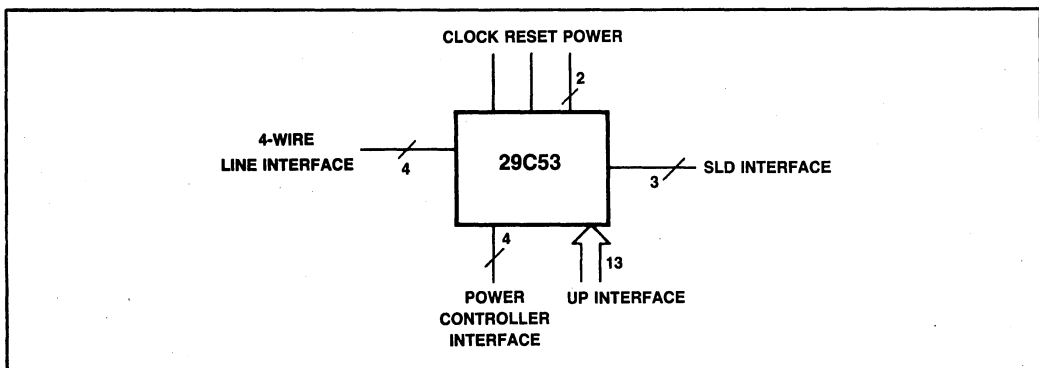 CLOCK RESET POWER
2
4-WIRE
LINE INTERFACE
4
29C53
3
SLD INTERFACE
4
13
POWER
CONTROLLER
INTERFACE
UP INTERFACE